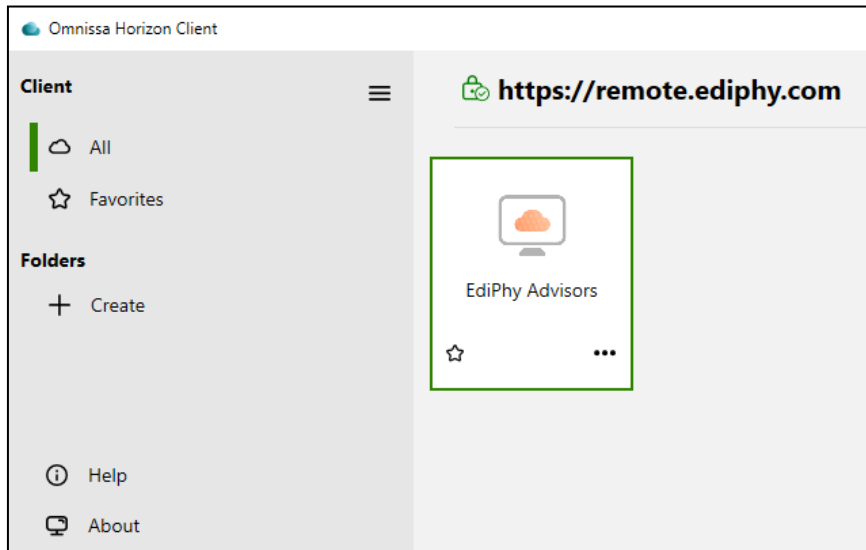 Omnissa Horizon Client
Client
All
Favorites
Folders
Create
Help
About
https://remote.ediphy.com
EdiPhy Advisors